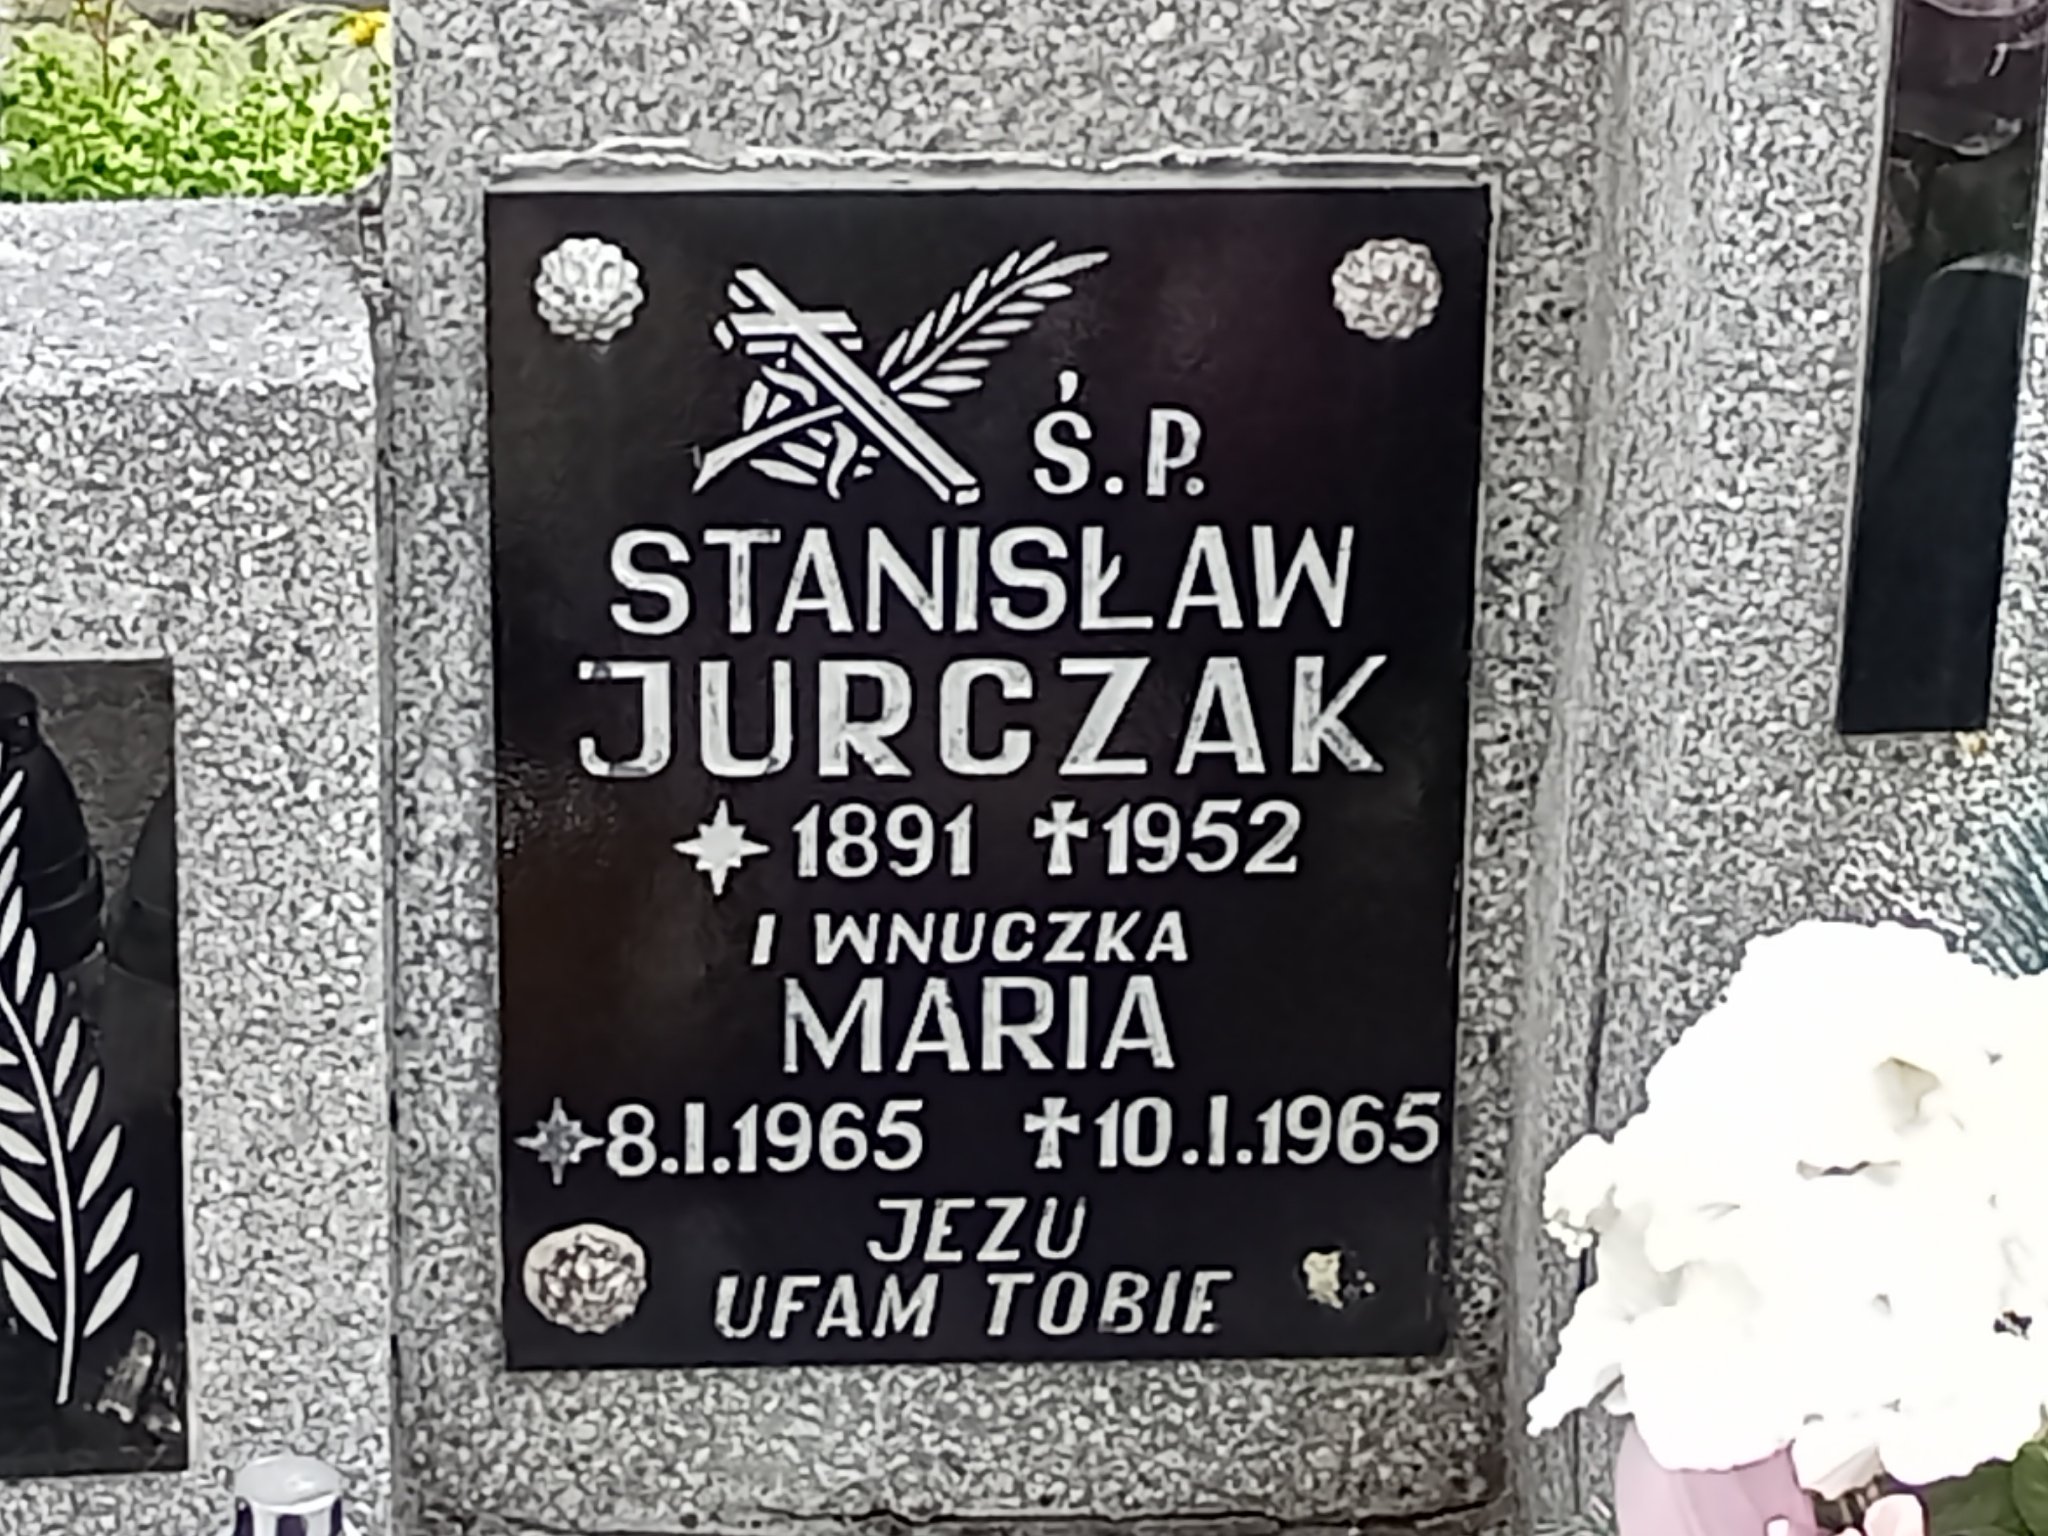 Ś.P.
STANISŁAW
JURCZAK
1891 ✝1952
I WNUCZKA
MARIA
8.I.1965 ✝10.I.1965
JEZU
UFAM TOBIE